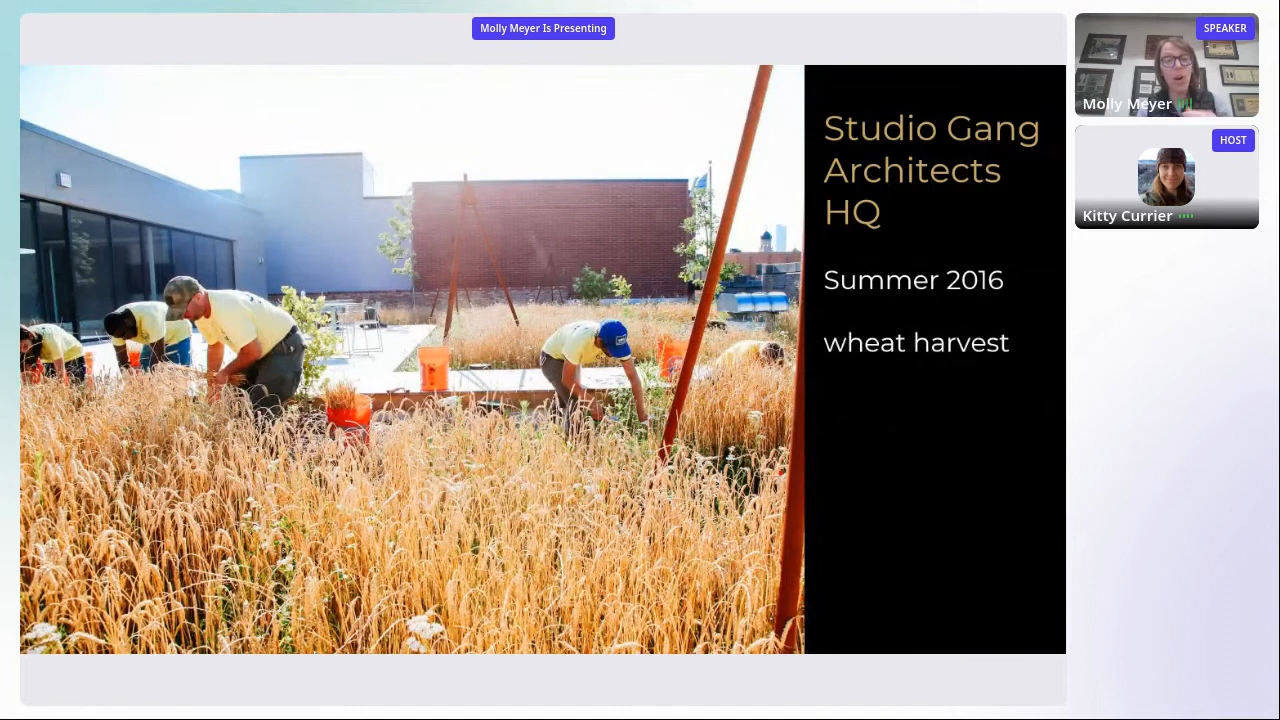 Molly Meyer Is Presenting
Studio Gang
Architects
HQ
Summer 2016
wheat harvest
SPEAKER
Molly Meyer
HOST
Kitty Currier